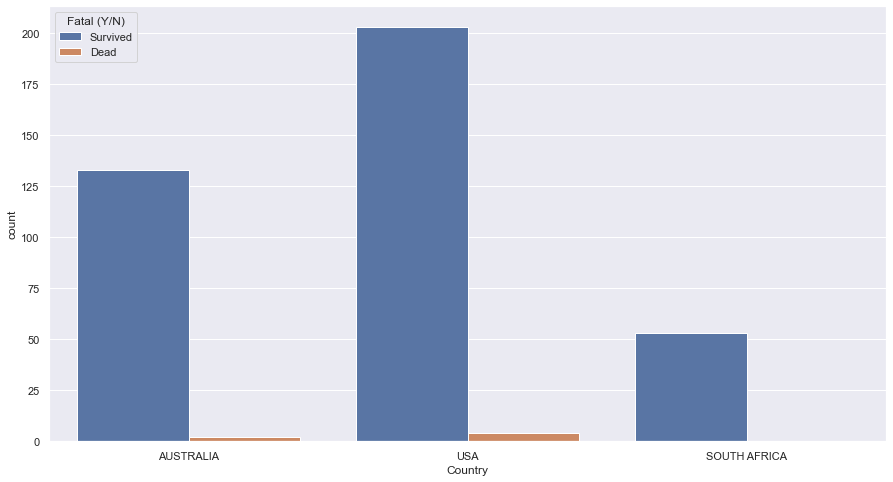 Fatal (Y/N)
Survived
Dead
200
175
150
125
100
75
50
25
0
count
AUSTRALIA
USA
SOUTH AFRICA
Country